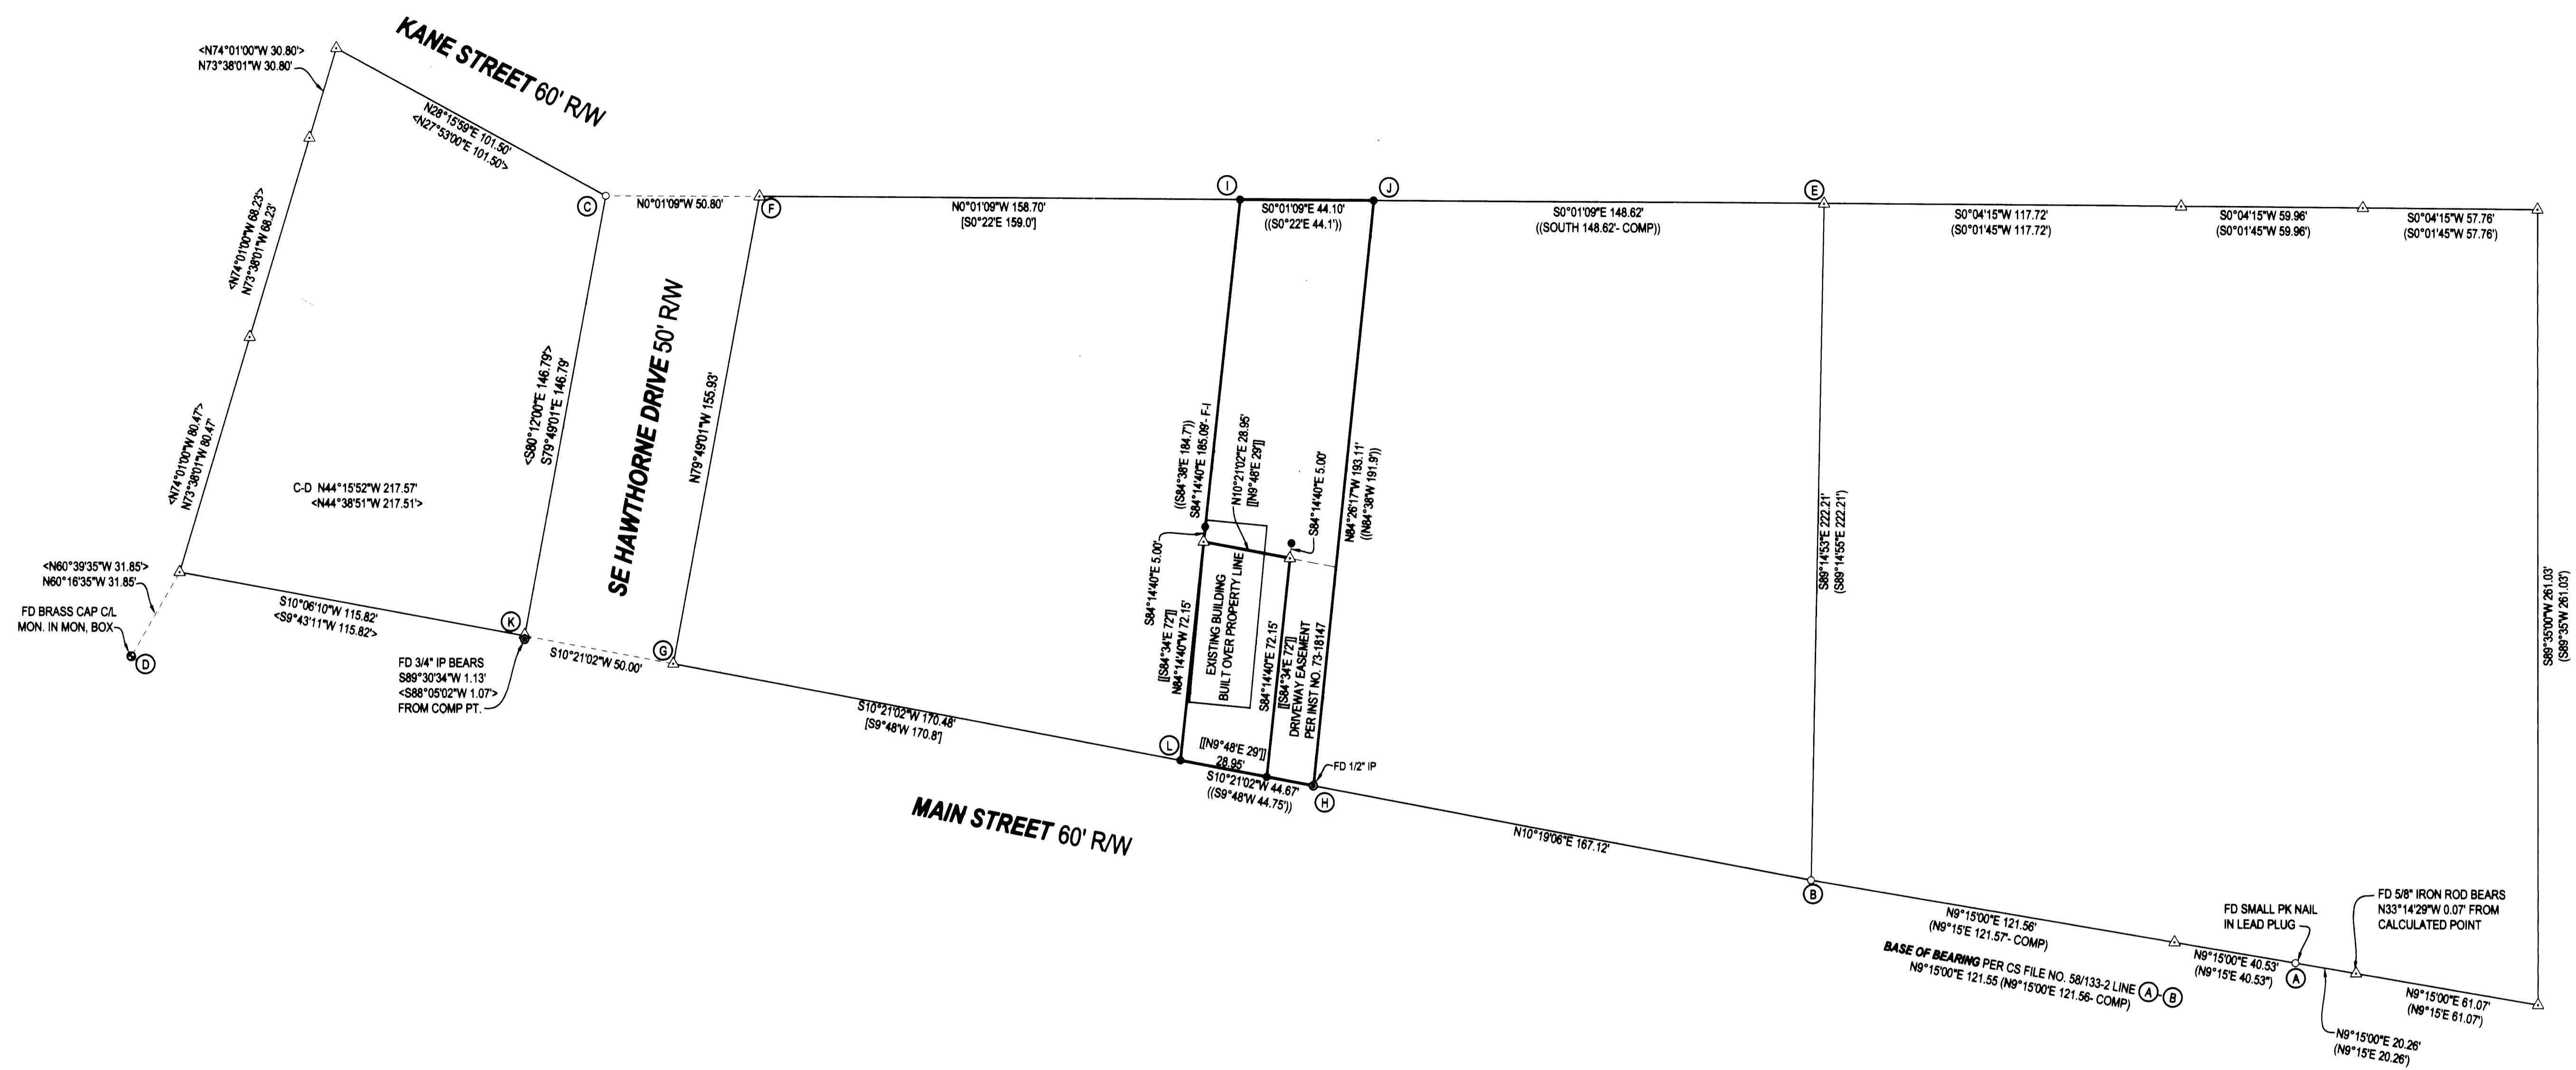 KANE STREET 60' R/W
<N74°01'00"W 30.80'>
N73°38'01"W 30.80'
N28°15'59"E 101.50'
<N27°53'00"E 101.50'>
C
N0°01'09"W 50.80'
F
N0°01'09"W 158.70'
[S0°22'E 159.0']
I
S0°01'09"E 44.10'
((S0°22'E 44.1'))
J
S0°01'09"E 148.62'
((SOUTH 148.62'- COMP))
E
S0°04'15"W 117.72'
(S0°01'45"W 117.72')
S0°04'15"W 59.96'
(S0°01'45"W 59.96')
S0°04'15"W 57.76'
(S0°01'45"W 57.76')
<N74°01'00"W 68.23'>
N73°38'01"W 68.23'
<N74°01'00"W 80.47'>
N73°38'01"W 80.47'
C-D N44°15'52"W 217.57'
<N44°38'51"W 217.51'>
<S80°12'00"E 146.79'>
S79°49'01"E 146.79'
SE HAWTHORNE DRIVE 50' R/W
N79°49'01"W 155.93'
((S84°38'E 184.7'))
S84°14'40"E 185.09'- F-I
N10°21'02"E 28.95'
[[N9°48'E 29']]
S84°14'40"E 5.00'
N84°26'17"W 193.11'
((N84°38'W 191.9'))
S84°14'40"E 5.00'
[[S84°34'E 72']]
N84°14'40"W 72.15'
EXISTING BUILDING
BUILT OVER PROPERTY LINE
S84°14'40"E 72.15'
[[S84°34'E 72']]
DRIVEWAY EASEMENT
PER INST NO. 73-18147
S89°14'53"E 222.21'
(S89°14'55"E 222.21')
S89°35'00"W 261.03'
(S89°35'W 261.03')
<N60°39'35"W 31.85'>
N60°16'35"W 31.85'
FD BRASS CAP C/L
MON. IN MON, BOX
D
S10°06'10"W 115.82'
<S9°43'11"W 115.82'>
K
FD 3/4" IP BEARS
S89°30'34"W 1.13'
<S88°05'02"W 1.07'>
FROM COMP PT.
S10°21'02"W 50.00'
G
S10°21'02"W 170.48'
[S9°48'W 170.8']
L
[[N9°48'E 29']]
28.95'
S10°21'02"W 44.67'
((S9°48'W 44.75'))
FD 1/2" IP
H
MAIN STREET 60' R/W
N10°19'06"E 167.12'
B
N9°15'00"E 121.56'
(N9°15'E 121.57'- COMP)
BASE OF BEARING PER CS FILE NO. 58/133-2 LINE A-B
N9°15'00"E 121.55 (N9°15'00"E 121.56- COMP)
FD SMALL PK NAIL
IN LEAD PLUG
N9°15'00"E 40.53'
(N9°15'E 40.53")
A
FD 5/8" IRON ROD BEARS
N33°14'29"W 0.07' FROM
CALCULATED POINT
N9°15'00"E 61.07'
(N9°15'E 61.07')
N9°15'00"E 20.26'
(N9°15'E 20.26')